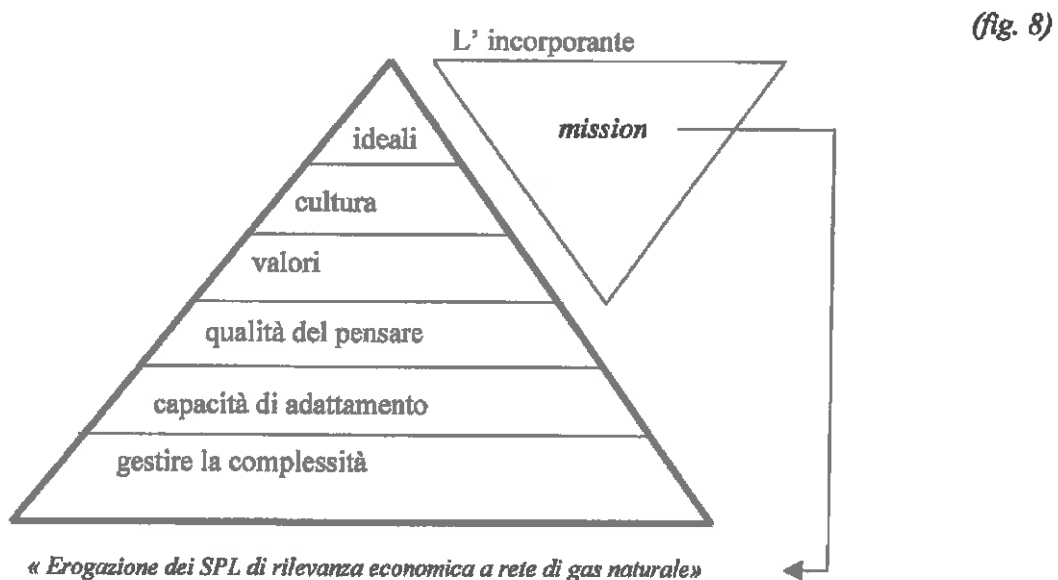 (fig. 8)
L' incorporante
mission
ideali
cultura
valori
qualità del pensare
capacità di adattamento
gestire la complessità
« Erogazione dei SPL di rilevanza economica a rete di gas naturale»